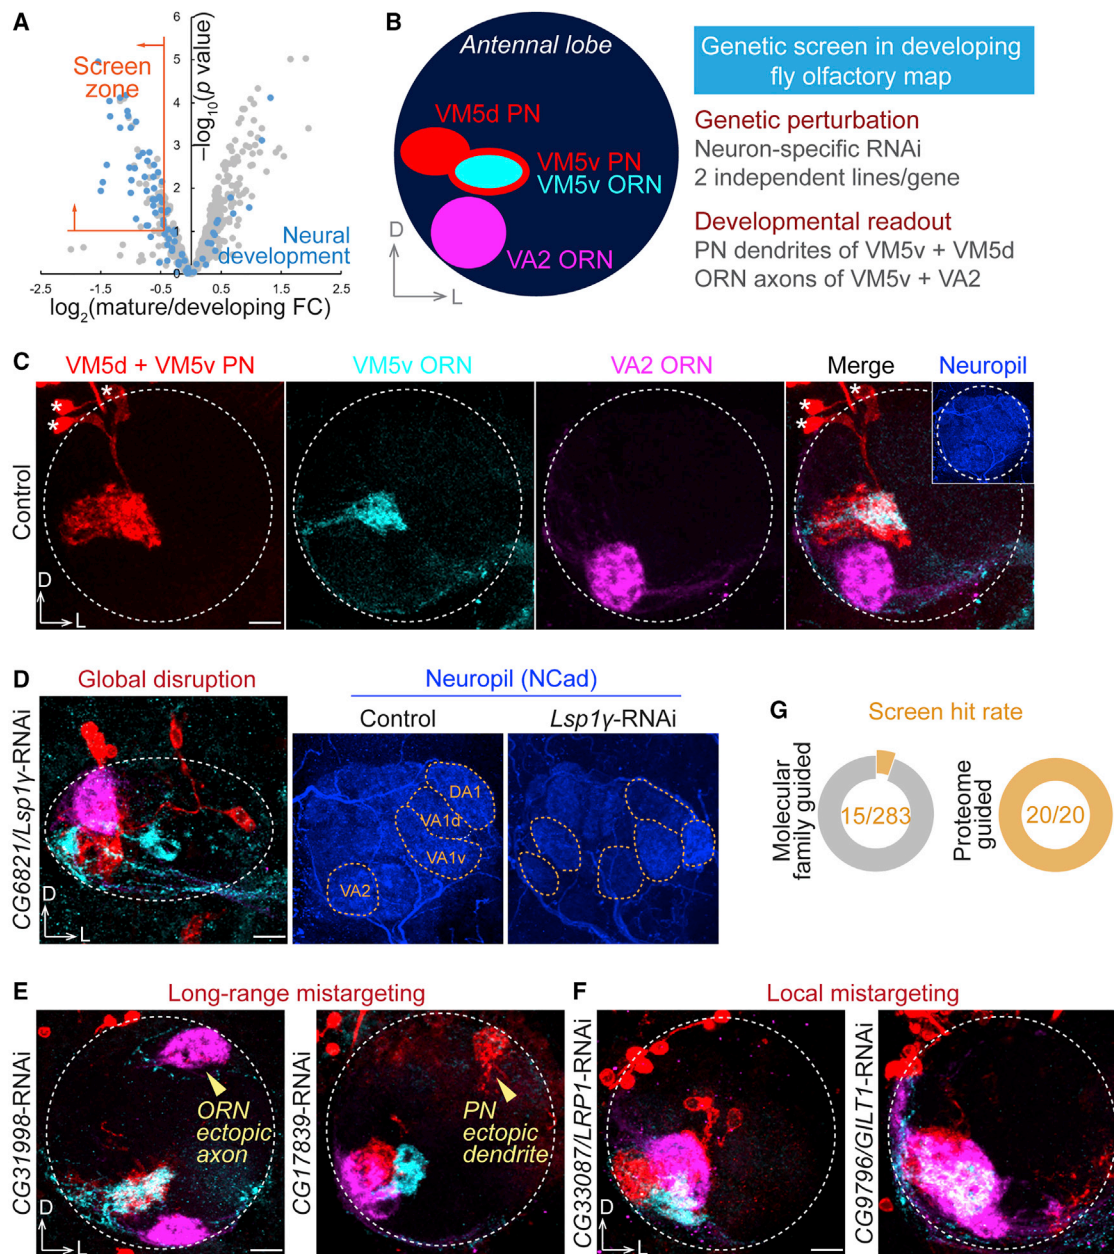 A
6
5
4
3
2
1
0
−log10(p value)
Screen
zone
Neural
development
-2.5 -1.5 -0.5 0.5 1.5 2.5
log2(mature/developing FC)
B
Antennal lobe
VM5d PN
VM5v PN
VM5v ORN
VA2 ORN
D
L
Genetic screen in developing
fly olfactory map
Genetic perturbation
Neuron-specific RNAi
2 independent lines/gene
Developmental readout
PN dendrites of VM5v + VM5d
ORN axons of VM5v + VA2
C
VM5d + VM5v PN
VM5v ORN
VA2 ORN
Merge
Neuropil
Control
* * *
* * *
D
L
D
Global disruption
CG6821/Lsp1γ-RNAi
D
L
Neuropil (NCad)
Control
Lsp1γ-RNAi
DA1
VA1d
VA1v
VA2
G
Screen hit rate
Molecular
family guided
15/283
Proteome
guided
20/20
E
Long-range mistargeting
CG31998-RNAi
ORN
ectopic
axon
D
L
CG17839-RNAi
PN
ectopic
dendrite
F
Local mistargeting
CG33087/LRP1-RNAi
D
L
CG9796/GILT1-RNAi